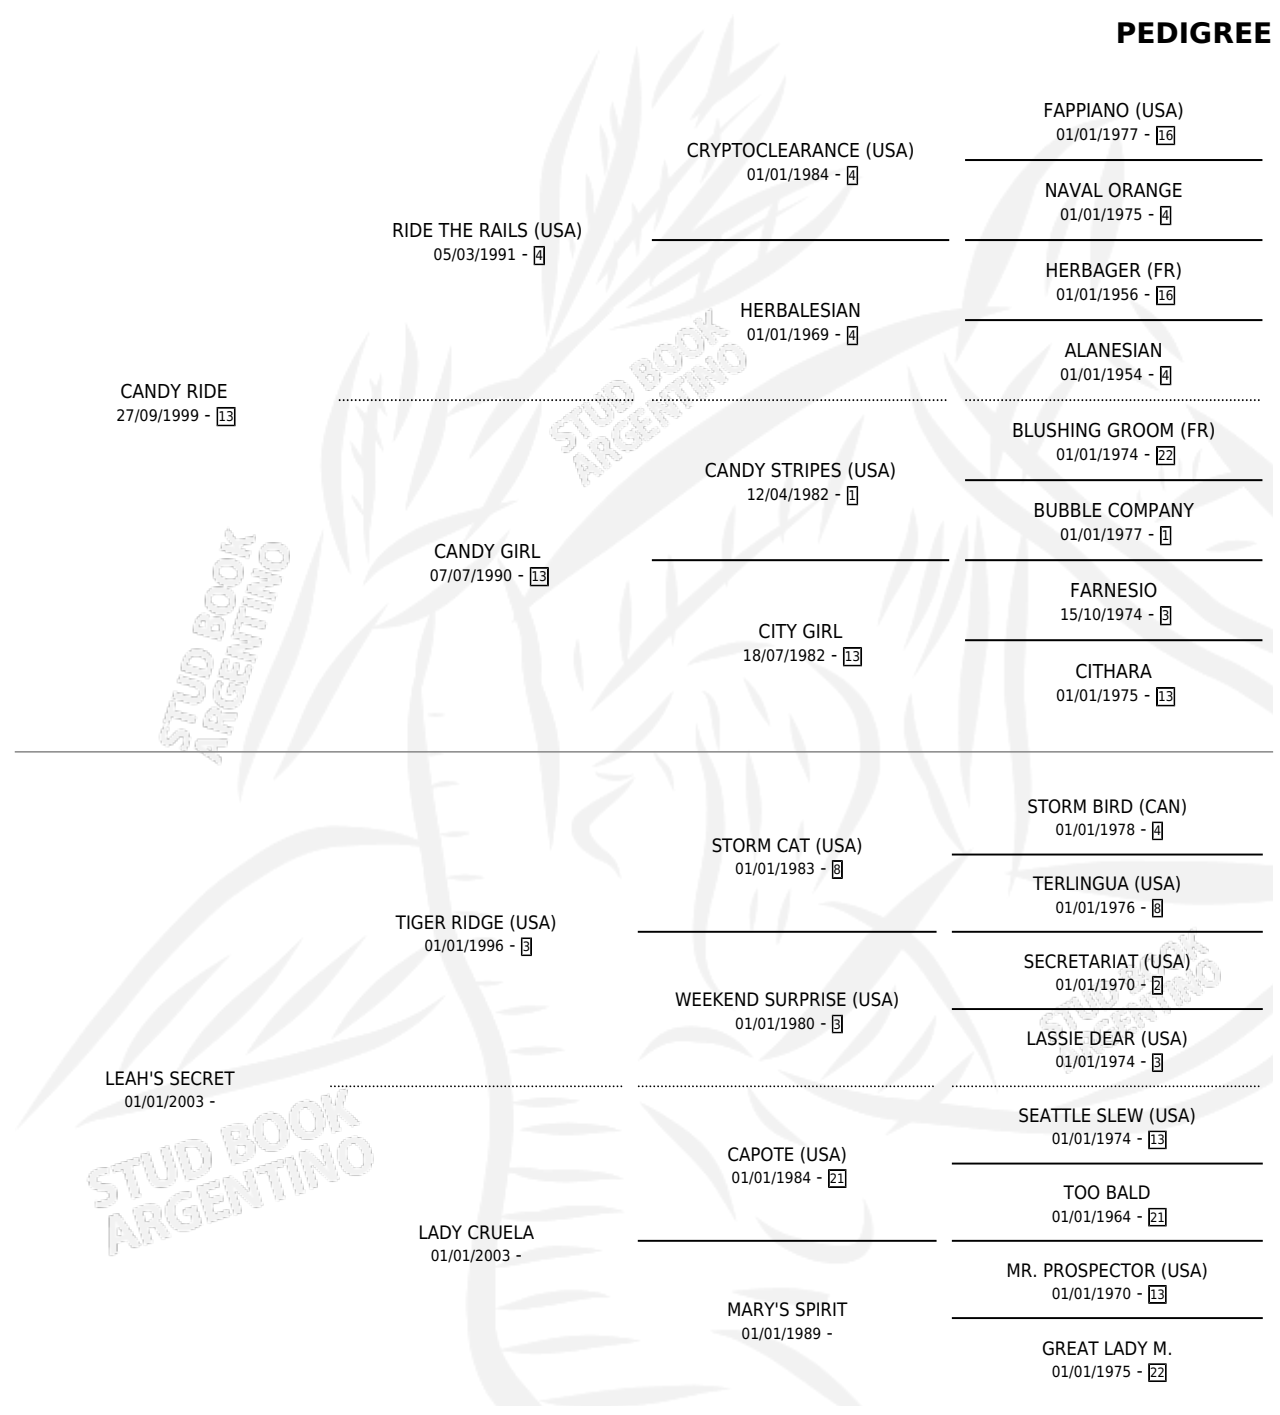 PEDIGREE
FAPPIANO (USA)
01/01/1977 - 16
CRYPTOCLEARANCE (USA)
01/01/1984 - 4
NAVAL ORANGE
01/01/1975 - 4
RIDE THE RAILS (USA)
05/03/1991 - 4
HERBAGER (FR)
01/01/1956 - 16
HERBALESIAN
01/01/1969 - 4
ALANESIAN
01/01/1954 - 4
CANDY RIDE
27/09/1999 - 13
BLUSHING GROOM (FR)
01/01/1974 - 22
CANDY STRIPES (USA)
12/04/1982 - 1
BUBBLE COMPANY
01/01/1977 - 1
CANDY GIRL
07/07/1990 - 13
FARNESIO
15/10/1974 - 3
CITY GIRL
18/07/1982 - 13
CITHARA
01/01/1975 - 13
STORM BIRD (CAN)
01/01/1978 - 4
STORM CAT (USA)
01/01/1983 - 8
TERLINGUA (USA)
01/01/1976 - 8
TIGER RIDGE (USA)
01/01/1996 - 3
SECRETARIAT (USA)
01/01/1970 - 2
WEEKEND SURPRISE (USA)
01/01/1980 - 3
LASSIE DEAR (USA)
01/01/1974 - 3
LEAH'S SECRET
01/01/2003 -
SEATTLE SLEW (USA)
01/01/1974 - 13
CAPOTE (USA)
01/01/1984 - 21
TOO BALD
01/01/1964 - 21
LADY CRUELA
01/01/2003 -
MR. PROSPECTOR (USA)
01/01/1970 - 13
MARY'S SPIRIT
01/01/1989 -
GREAT LADY M.
01/01/1975 - 22
STUD BOOK
ARGENTINO
STUD BOOK
ARGENTINO
STUD BOOK
ARGENTINO
STUD BOOK
ARGENTINO